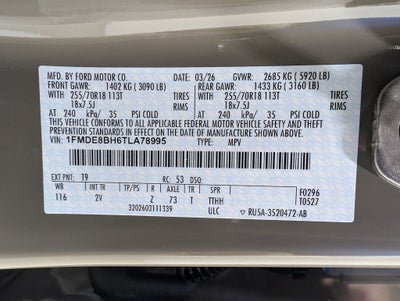 MFD. BY FORD MOTOR CO. 03/26 GVWR: 2685 KG ( 5920 LB)
FRONT GAWR: 1402 KG ( 3090 LB) REAR GAWR: 1433 KG ( 3160 LB)
WITH WITH
255/70R18 113T TIRES 255/70R18 113T TIRES
18x7.5J RIMS 18x7.5J RIMS
AT 240 kPa/ 35 PSI COLD AT 240 kPa/ 35 PSI COLD
THIS VEHICLE CONFORMS TO ALL APPLICABLE FEDERAL MOTOR VEHICLE SAFETY AND THEFT PREVENTION STANDARDS IN EFFECT ON THE DATE OF MANUFACTURE SHOWN ABOVE.
VIN: 1FMDE8BH6TLA78995 TYPE: MPV
EXT PNT: T9 RC: 53 DSO: F0296
WB INT TR TP/PS R AXLE TR SPR T0527
116 2V Z 73 T TTHH
3202603111339 ULC RU5A-3520472-AB